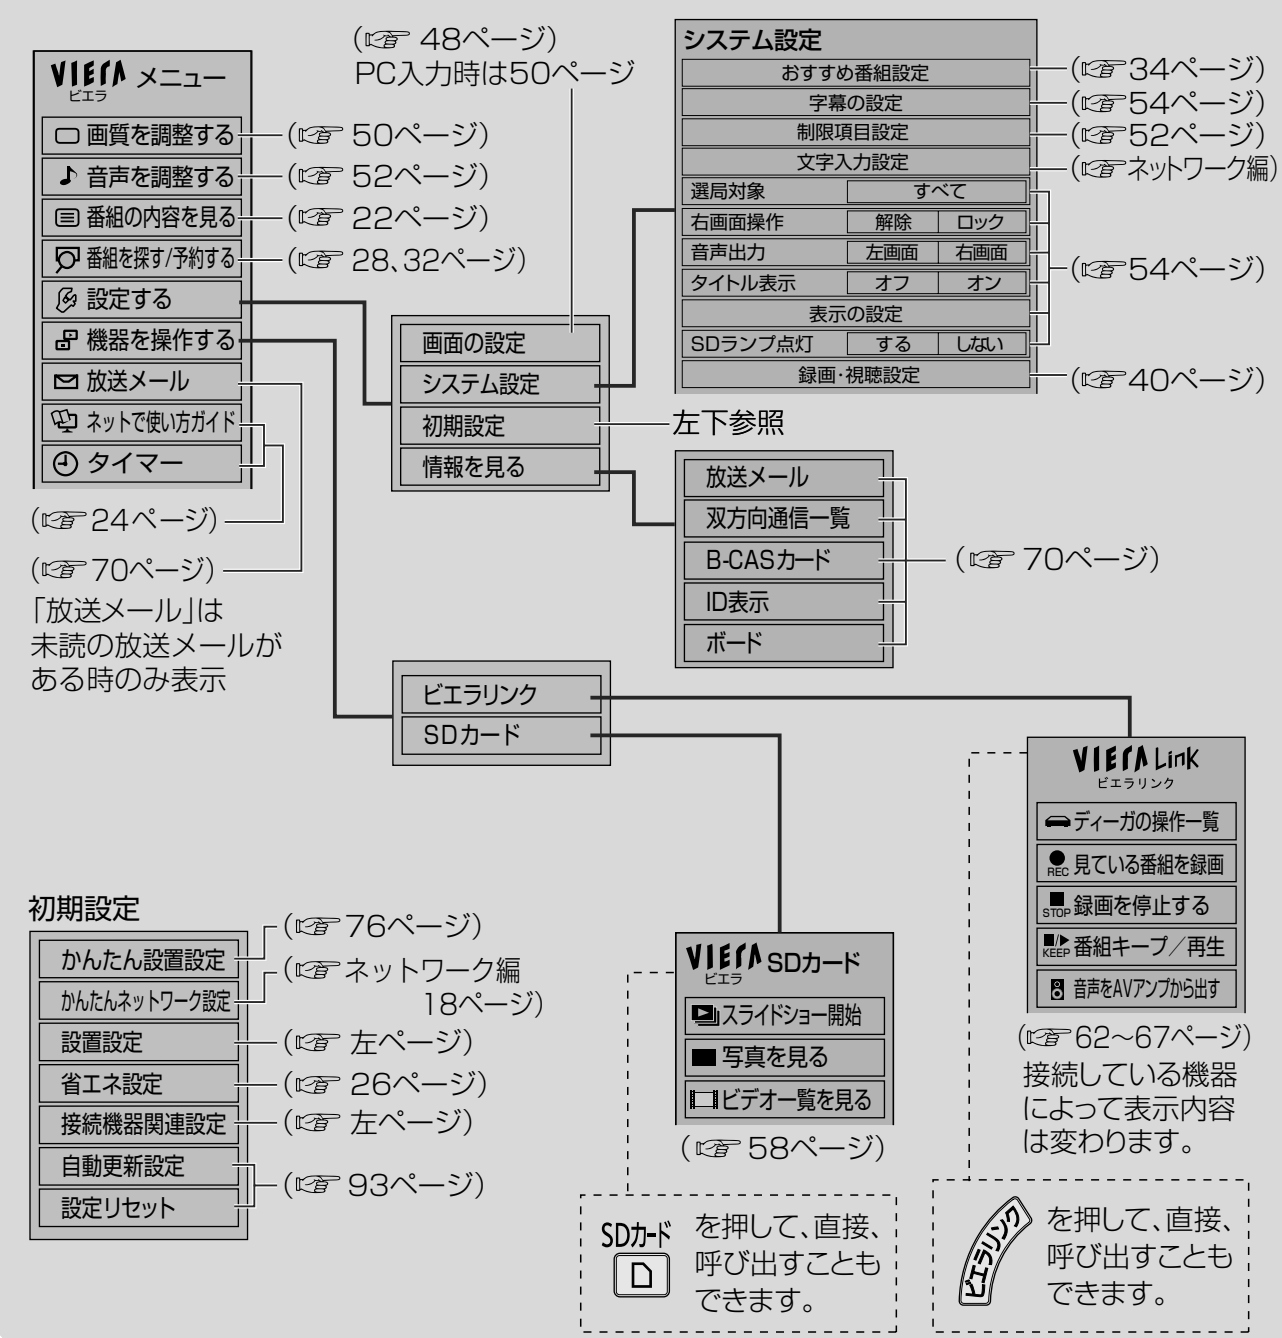 VIERA メニュー
ビエラ
画質を調整する
音声を調整する
番組の内容を見る
番組を探す/予約する
設定する
機器を操作する
放送メール
ネットで使い方ガイド
タイマー
(☞ 50ページ)
(☞ 52ページ)
(☞ 22ページ)
(☞ 28、32ページ)
(☞ 24ページ)
(☞ 70ページ)
「放送メール」は
未読の放送メールが
ある時のみ表示
(☞ 48ページ)
PC入力時は50ページ
画面の設定
システム設定
初期設定
情報を見る
左下参照
システム設定
おすすめ番組設定
字幕の設定
制限項目設定
文字入力設定
選局対象 すべて
右画面操作 解除 ロック
音声出力 左画面 右画面
タイトル表示 オフ オン
表示の設定
SDランプ点灯 する しない
録画・視聴設定
(☞34ページ)
(☞54ページ)
(☞52ページ)
(☞ネットワーク編)
(☞54ページ)
(☞40ページ)
放送メール
双方向通信一覧
B-CASカード
ID表示
ボード
(☞ 70ページ)
ビエラリンク
SDカード
VIERA Link
ビエラリンク
ディーガの操作一覧
REC 見ている番組を録画
STOP 録画を停止する
KEEP 番組キープ/再生
音声をAVアンプから出す
(☞62~67ページ)
接続している機器
によって表示内容
は変わります。
初期設定
かんたん設置設定
かんたんネットワーク設定
設置設定
省エネ設定
接続機器関連設定
自動更新設定
設定リセット
(☞76ページ)
(☞ネットワーク編
18ページ)
(☞ 左ページ)
(☞ 26ページ)
(☞ 左ページ)
(☞ 93ページ)
VIERA SDカード
ビエラ
スライドショー開始
写真を見る
ビデオ一覧を見る
(☞58ページ)
SDカード
を押して、直接、
呼び出すことも
できます。
ビエラリンク
を押して、直接、
呼び出すことも
できます。